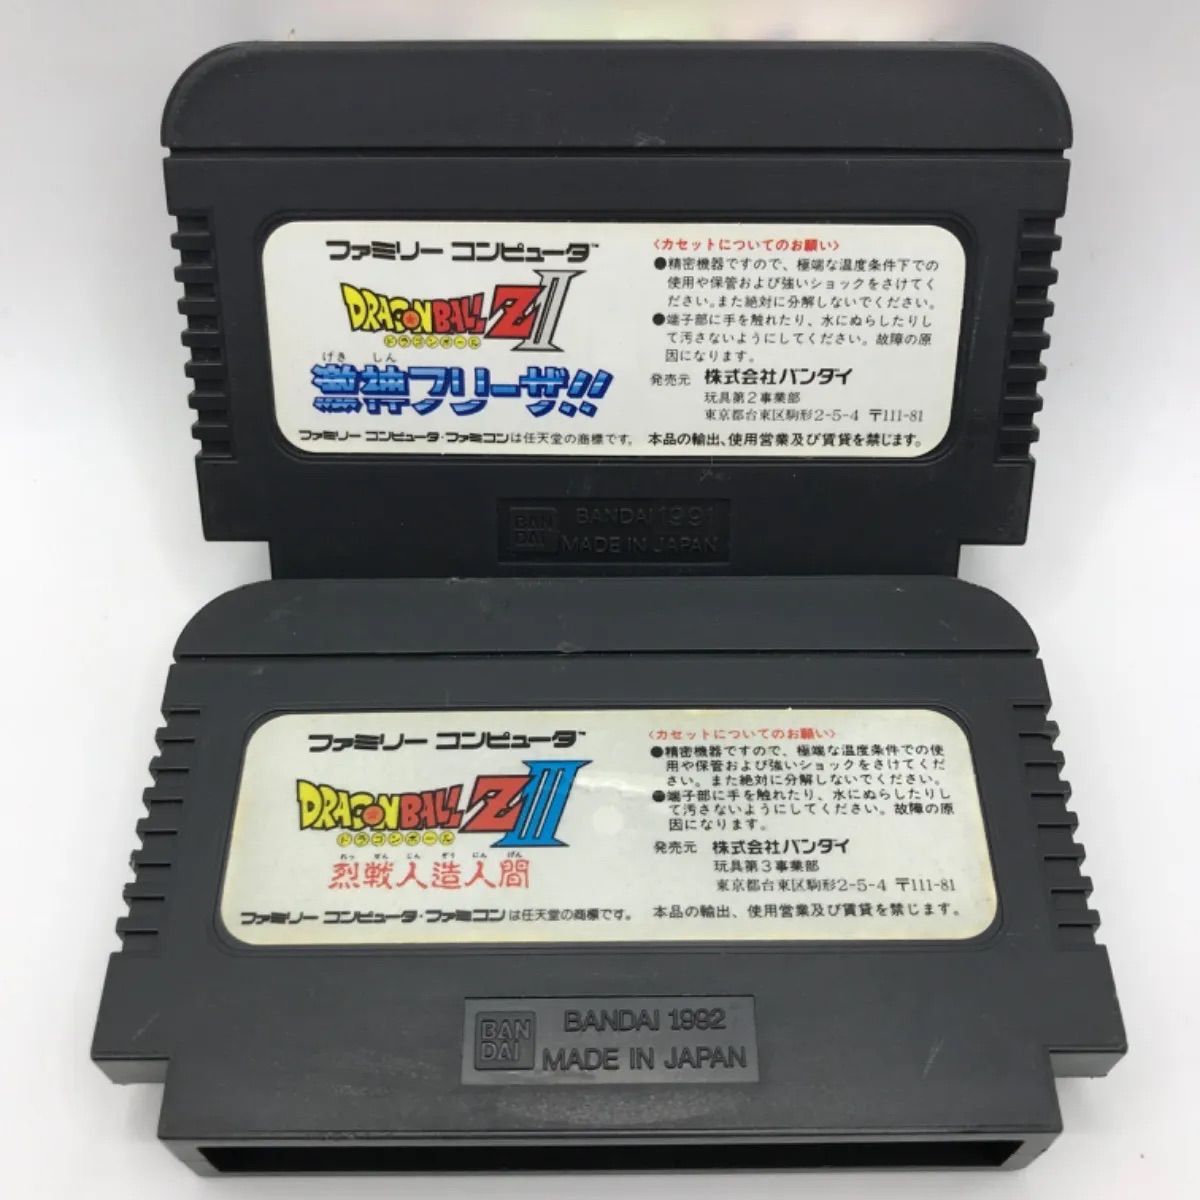 ファミリー コンピュータ™
DRAGON BALL Z II
ドラゴンボール
げき しん
激神フリーザ!!
ファミリー コンピュータ・ファミコンは任天堂の商標です。
〈カセットについてのお願い〉
●精密機器ですので、極端な温度条件下での
使用や保管および強いショックをさけてく
ださい。また絶対に分解しないでください。
●端子部に手を触れたり、水にぬらしたりし
て汚さないようにしてください。故障の原
因になります。
発売元 株式会社バンダイ
玩具第2事業部
東京都台東区駒形2-5-4 〒111-81
本品の輸出、使用営業及び賃貸を禁じます。
BAN
DAI
BANDAI 1991
MADE IN JAPAN
ファミリー コンピュータ™
DRAGON BALL Z III
ドラゴンボール
れっ せん じん ぞう にん げん
烈戦人造人間
ファミリー コンピュータ・ファミコンは任天堂の商標です。
〈カセットについてのお願い〉
●精密機器ですので、極端な温度条件での使
用や保管および強いショックをさけてくだ
さい。また絶対に分解しないでください。
●端子部に手を触れたり、水にぬらしたりし
て汚さないようにしてください。故障の原
因になります。
発売元 株式会社バンダイ
玩具第3事業部
東京都台東区駒形2-5-4 〒111-81
本品の輸出、使用営業及び賃貸を禁じます。
BAN
DAI
BANDAI 1992
MADE IN JAPAN